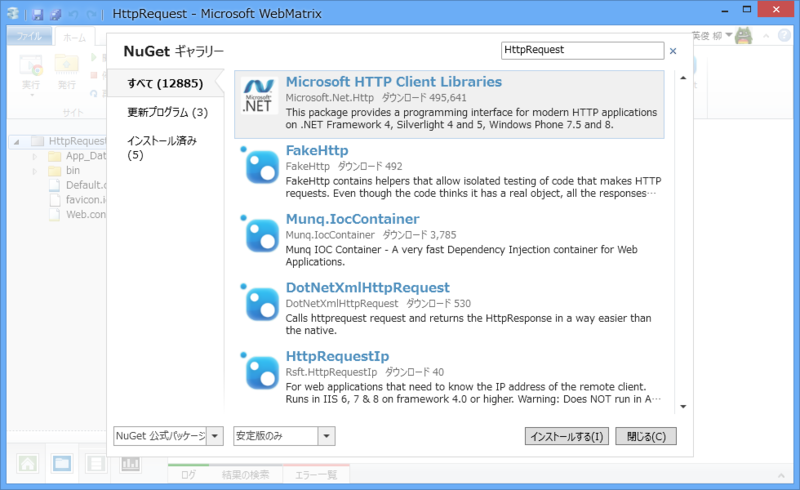 HttpRequest - Microsoft WebMatrix
ファイル
ホーム
英俊 柳
実行
発行
サイト
NuGet ギャラリー
HttpRequest
すべて (12885)
更新プログラム (3)
インストール済み
(5)
HttpRequest
App_Dat
bin
Default.c
favicon.i
Web.con
Microsoft .NET
Microsoft HTTP Client Libraries
Microsoft.Net.Http ダウンロード 495,641
This package provides a programming interface for modern HTTP applications
on .NET Framework 4, Silverlight 4 and 5, Windows Phone 7.5 and 8.
FakeHttp
FakeHttp ダウンロード 492
FakeHttp contains helpers that allow isolated testing of code that makes HTTP
requests. Even though the code thinks it has a real object, all the responses…
Munq.IocContainer
Munq.IocContainer ダウンロード 3,785
Munq IOC Container - A very fast Dependency Injection container for Web
Applications.
DotNetXmlHttpRequest
DotNetXmlHttpRequest ダウンロード 530
Calls httprequest request and returns the HttpResponse in a way easier than
the native.
HttpRequestIp
Rsft.HttpRequestIp ダウンロード 40
For web applications that need to know the IP address of the remote client.
Runs in IIS 6, 7 & 8 on framework 4.0 or higher. Warning: Does NOT run in A…
NuGet 公式パッケージ
安定版のみ
インストールする(I)
閉じる(C)
ログ
結果の検索
エラー一覧